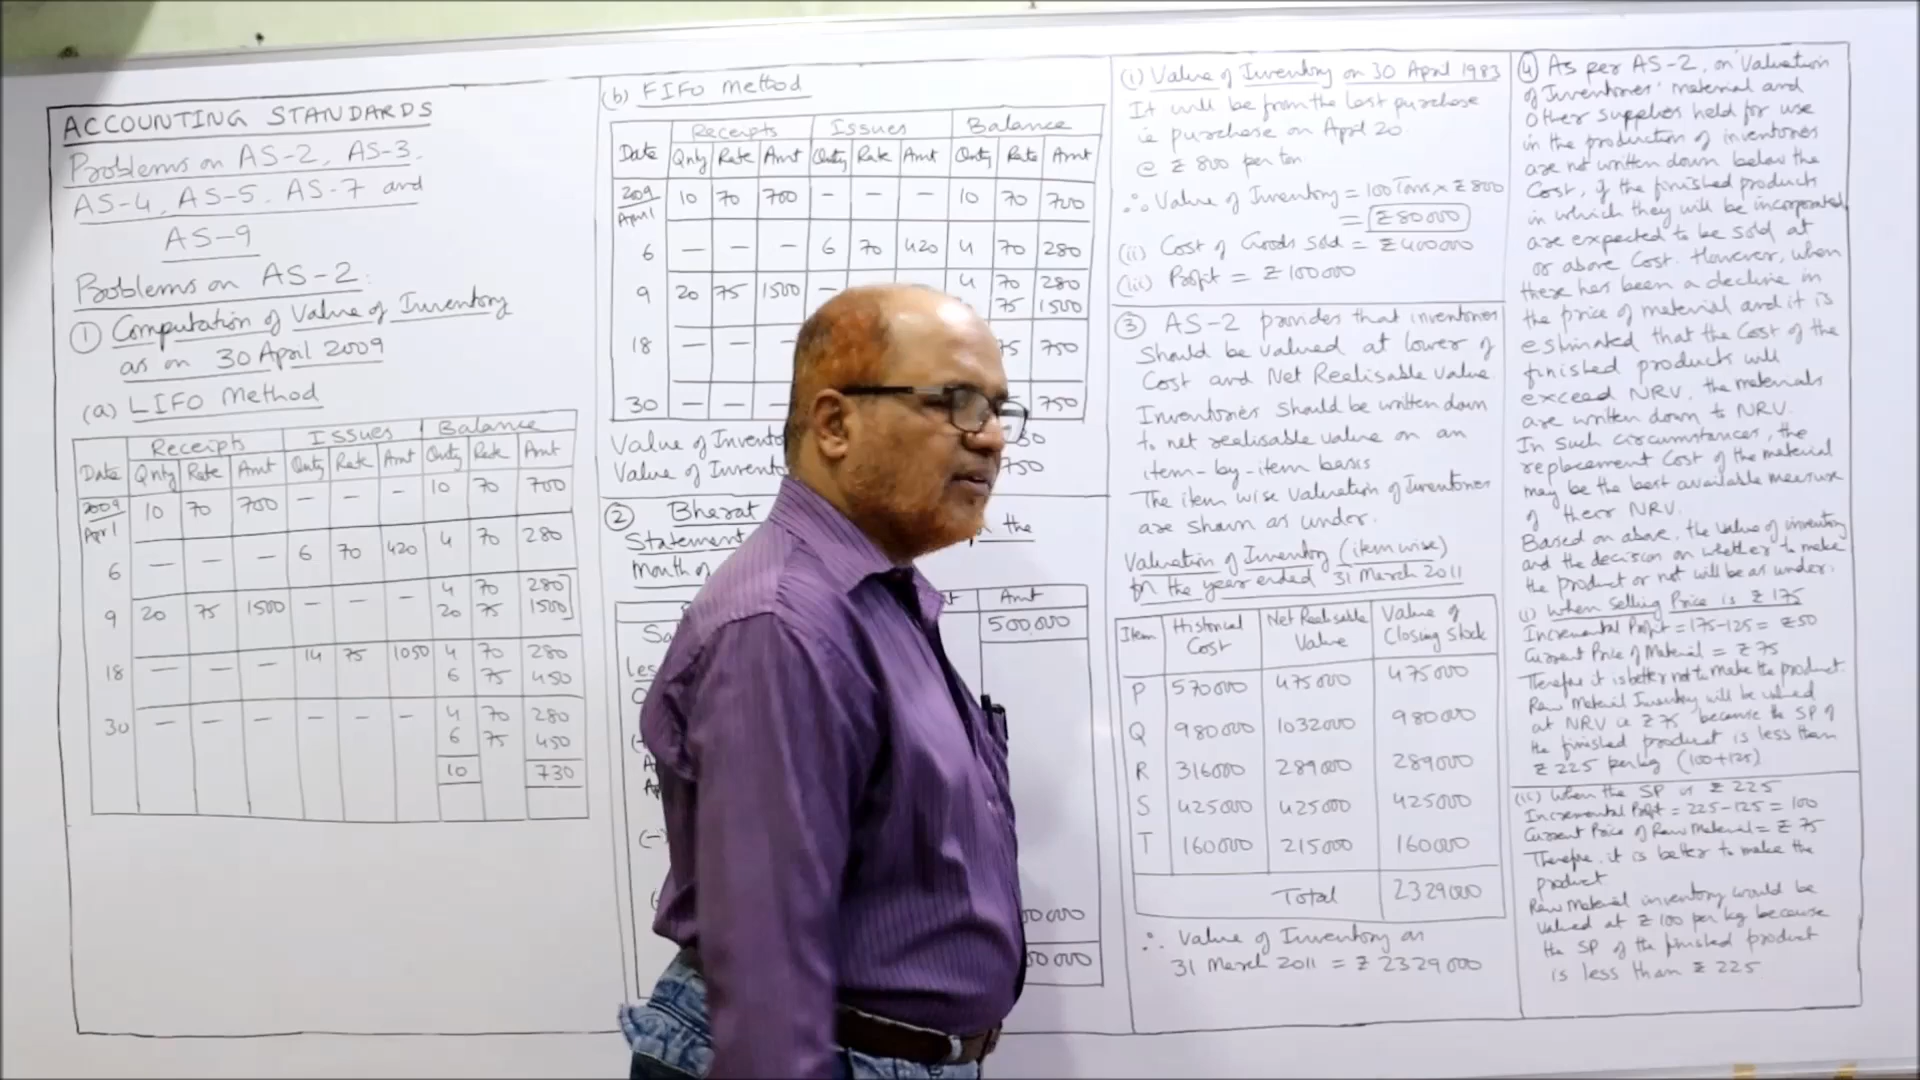 ACCOUNTING STANDARDS
Problems on AS-2, AS-3,
AS-4, AS-5, AS-7 and
AS-9
Problems on AS-2:
① Computation of Value of Inventory
as on 30 April 2009
(a) LIFO Method
Receipts Issues Balance
Date Qnty Rate Amt Qnty Rate Amt Qnty Rate Amt
2009 April 10 70 700 — — — 10 70 700
6 — — — 6 70 420 4 70 280
9 20 75 1500 — — — 4 70 280
20 75 1500
18 — — — 14 75 1050 4 70 280
6 75 450
30 — — — — — — 4 70 280
6 75 450
10 730
(b) FIFO Method
Receipts Issues Balance
Date Qnty Rate Amt Qnty Rate Amt Qnty Rate Amt
2009 April 10 70 700 — — — 10 70 700
6 — — — 6 70 420 4 70 280
9 20 75 1500 — 4 70 280
75 1500
18 — — 75 750
30 — — 750
Value of
Value of 750
② Bharat
Statement the
Month of
Amt
500000
(i) Value of Inventory on 30 April 1983
It will be from the last purchase
ie purchase on April 20
@ ₹ 800 per ton
∴ Value of Inventory = 100 Tons × ₹ 800
= ₹ 80000
(ii) Cost of Goods Sold = ₹ 400000
(iii) Profit = ₹ 100000
③ AS-2 provides that inventories
Should be valued at lower of
Cost and Net Realisable value.
Inventories should be written down
to net realisable value on an
item-by-item basis
The item wise valuation of Inventories
are shown as under.
Valuation of Inventory (item wise)
for the year ended 31 March 2011
Item Historical Cost Net Realisable Value Value of Closing Stock
P 570000 475000 475000
Q 980000 1032000 980000
R 316000 289000 289000
S 425000 425000 425000
T 160000 215000 160000
Total 2329000
∴ Value of Inventory on
31 March 2011 = ₹ 2329000
④ As per AS-2, on Valuation
of Inventories' material and
Other supplies held for use
in the production of inventories
are not written down below the
Cost, if the finished products
in which they will be incorporated
are expected to be sold at
or above Cost. However, when
there has been a decline in
the price of material and it is
estimated that the Cost of the
finished products will
exceed NRV, the materials
are written down to NRV.
In such circumstances, the
replacement Cost of the material
may be the best available measure
of their NRV.
Based on above, the value of inventory
and the decision on whether to make
the product or not will be as under.
(i) When Selling Price is ₹ 175
Incremental Profit = 175-125 = ₹ 50
Current Price of Material = ₹ 75
Therefore it is better not to make the product.
Raw Material Inventory will be valued
at NRV ie ₹ 75 because the SP of
the finished product is less than
₹ 225 per kg (100+125)
(ii) When the SP is ₹ 225
Incremental Profit = 225-125 = 100
Current Price of Raw Material = ₹ 75
Therefore, it is better to make the
product
Raw Material inventory would be
valued at ₹ 100 per kg because
the SP of the finished product
is less than ₹ 225